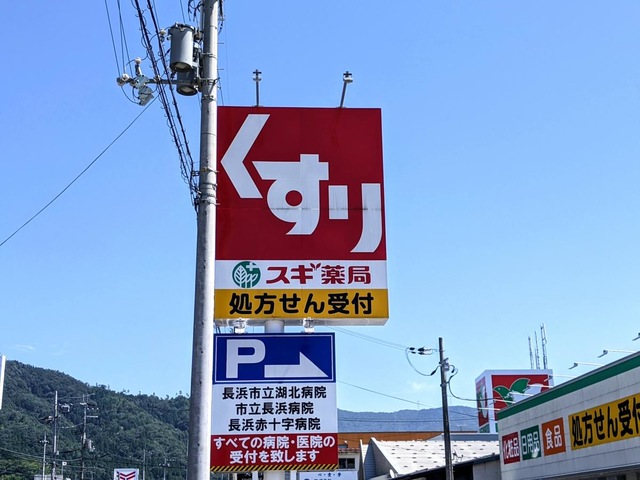 くすり
スギ薬局
処方せん受付
P
長浜市立湖北病院
市立長浜病院
長浜赤十字病院
すべての病院・医院の
受付を致します
化粧品
日用品
食品
処方せん受付